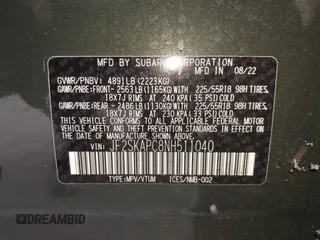 MFD BY SUBARU CORPORATION
GVWR/PNBV: 4891LB (2223KG) IN 08/22
GAWR/PNBE:FRONT- 2563LB (1165KG) 225/55R18 98H TIRES
18X7J RIMS AT 240 KPA (35 PSI)COLD
GAWR/PNBE:REAR - 2486LB (1130KG) 225/55R18 98H TIRES
18X7J RIMS AT 230 KPA (33 PSI)COLD
THIS VEHICLE CONFORMS TO ALL APPLICABLE FEDERAL
MOTOR VEHICLE SAFETY, BUMPER, AND THEFT PREVENTION
STANDARDS IN EFFECT ON THE DATE OF
MANUFACTURE SHOWN ABOVE.
JF2SKAPC8NH511040
TYPE:MPV/VTUM ICES/NMB-002
DREAMBID